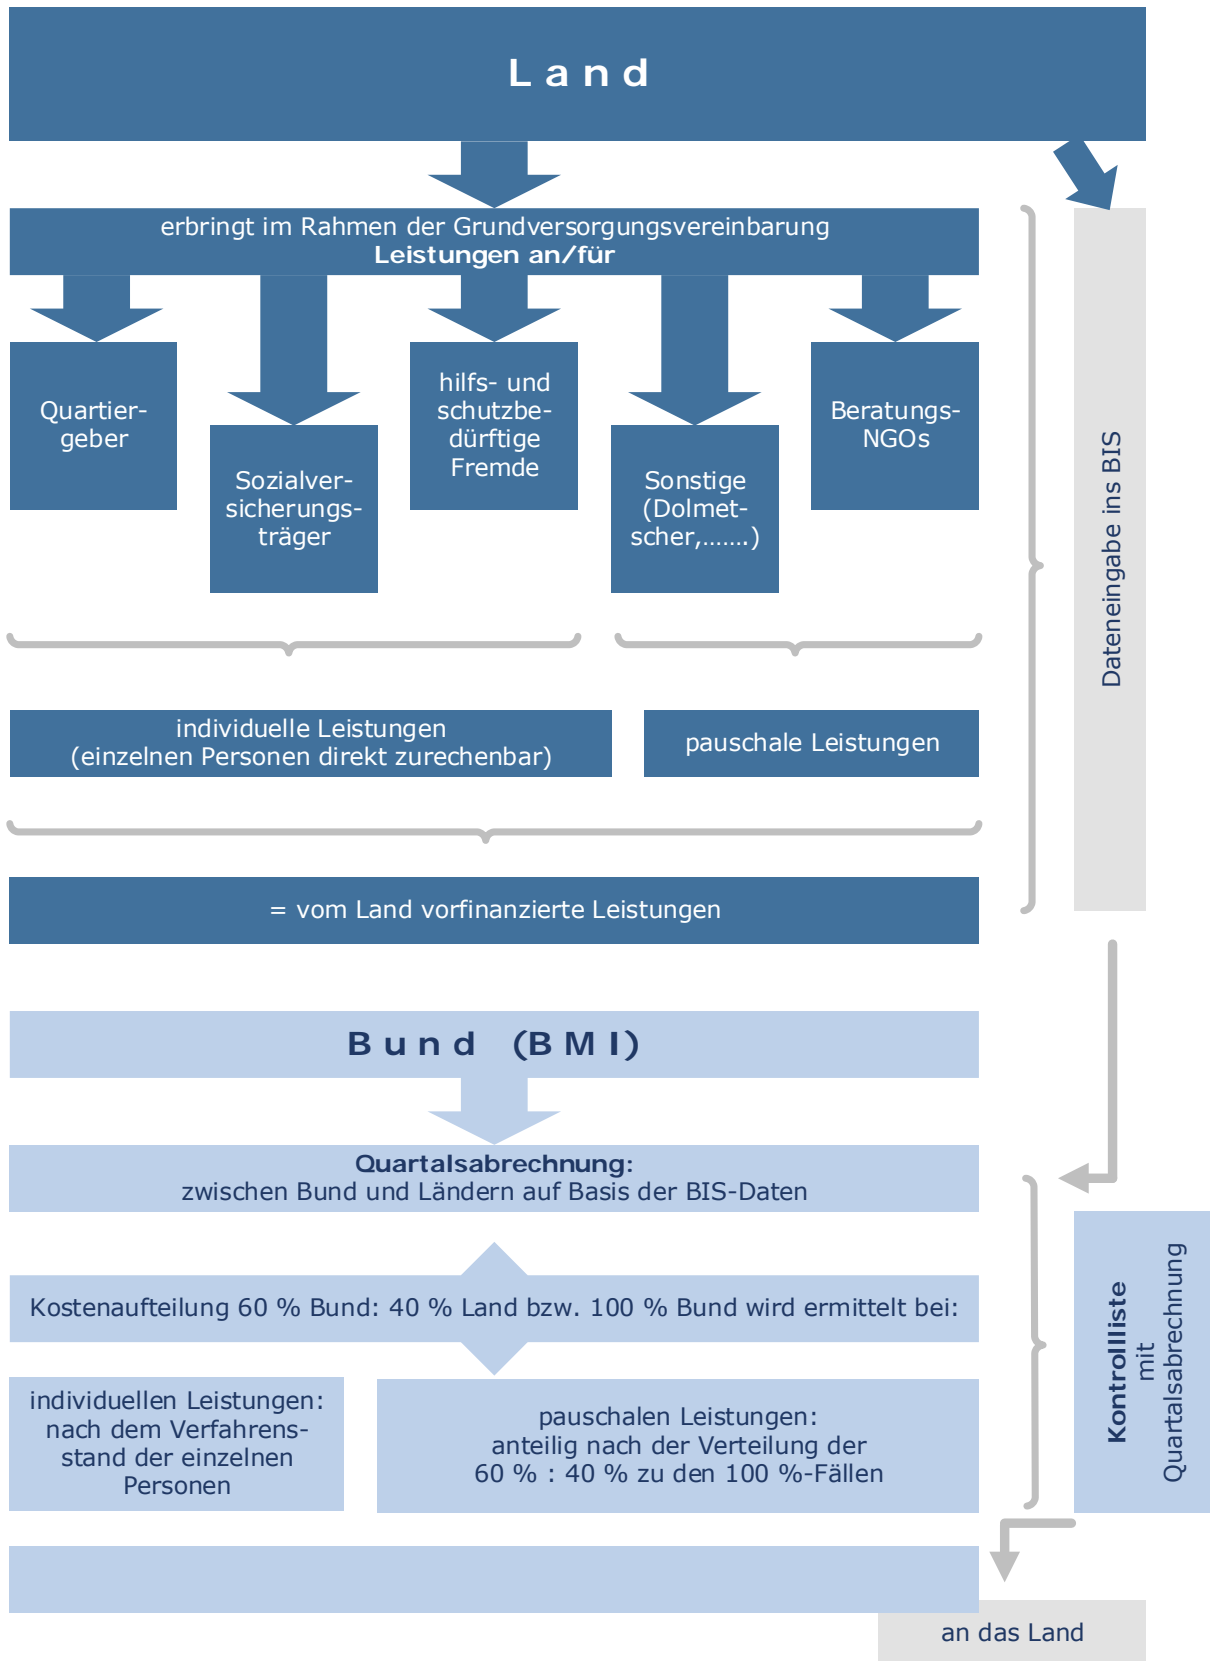 Land
erbringt im Rahmen der Grundversorgungsvereinbarung
Leistungen an/für
Quartier-
geber
Sozialver-
sicherungs-
träger
hilfs- und
schutzbe-
dürftige
Fremde
Sonstige
(Dolmet-
scher,…….)
Beratungs-
NGOs
Dateneingabe ins BIS
individuelle Leistungen
(einzelnen Personen direkt zurechenbar)
pauschale Leistungen
= vom Land vorfinanzierte Leistungen
Bund (BMI)
Quartalsabrechnung:
zwischen Bund und Ländern auf Basis der BIS-Daten
Kostenaufteilung 60 % Bund: 40 % Land bzw. 100 % Bund wird ermittelt bei:
individuellen Leistungen:
nach dem Verfahrens-
stand der einzelnen
Personen
pauschalen Leistungen:
anteilig nach der Verteilung der
60 % : 40 % zu den 100 %-Fällen
Kontrollliste
mit
Quartalsabrechnung
an das Land